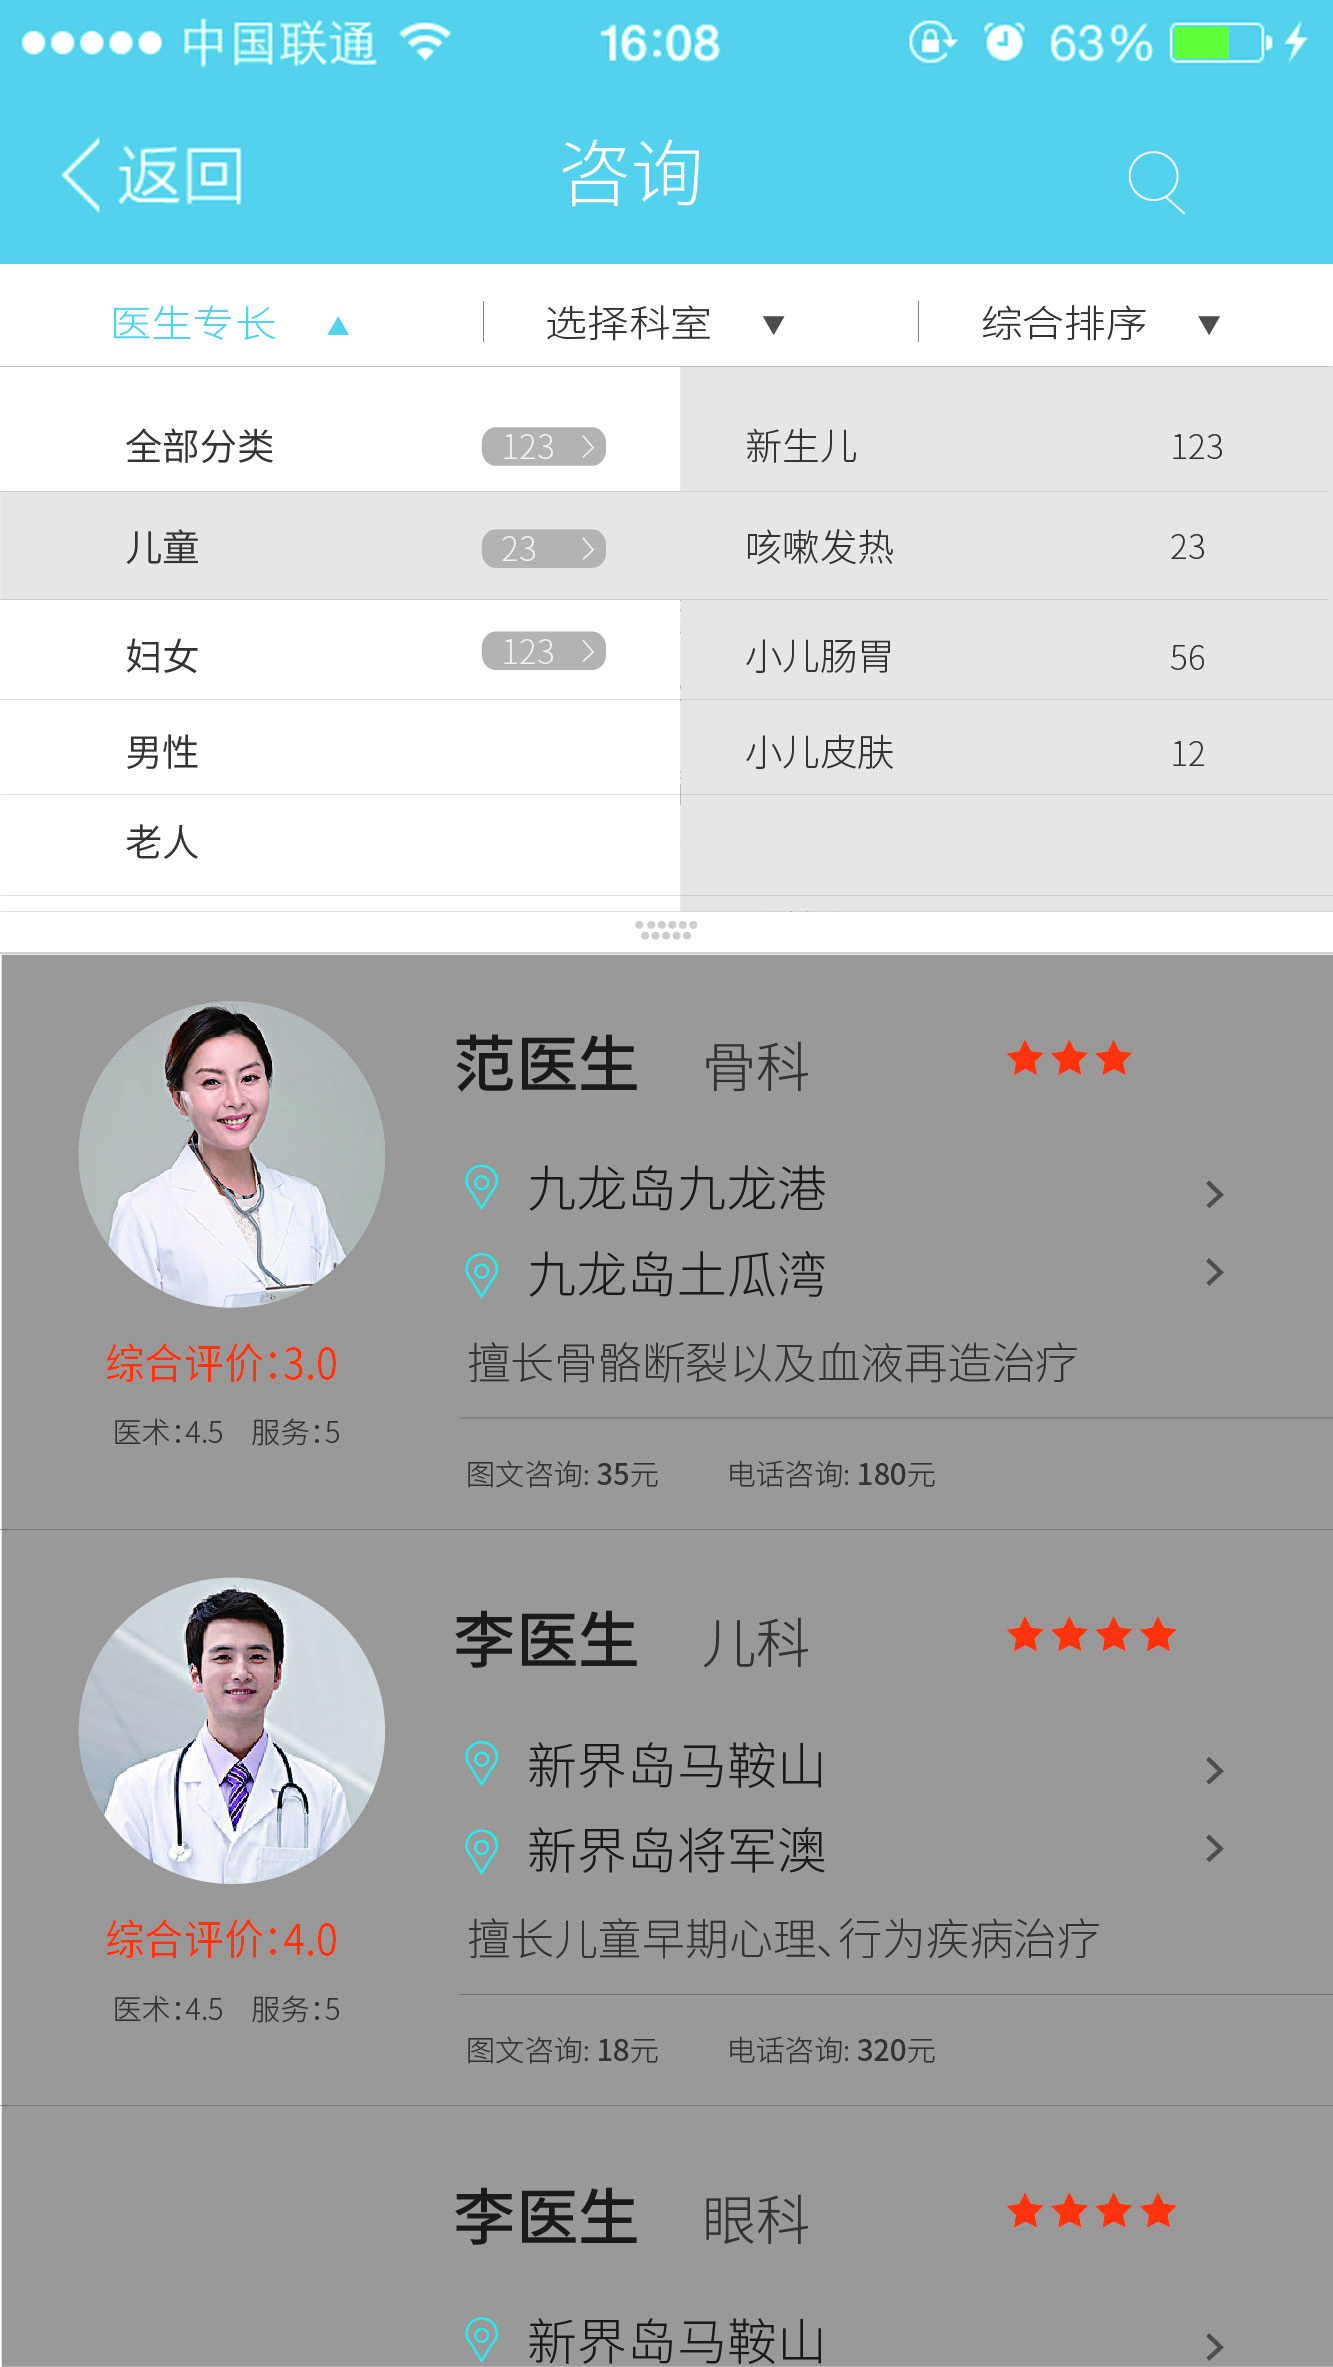 中国联通 16:08 63%
返回 咨询
医生专长 选择科室 综合排序
全部分类 123 新生儿 123
儿童 23 咳嗽发热 23
妇女 123 小儿肠胃 56
男性 小儿皮肤 12
老人
范医生 骨科
九龙岛九龙港
九龙岛土瓜湾
综合评价:3.0 擅长骨骼断裂以及血液再造治疗
医术:4.5 服务:5
图文咨询: 35元 电话咨询: 180元
李医生 儿科
新界岛马鞍山
新界岛将军澳
综合评价:4.0 擅长儿童早期心理、行为疾病治疗
医术:4.5 服务:5
图文咨询: 18元 电话咨询: 320元
李医生 眼科
新界岛马鞍山